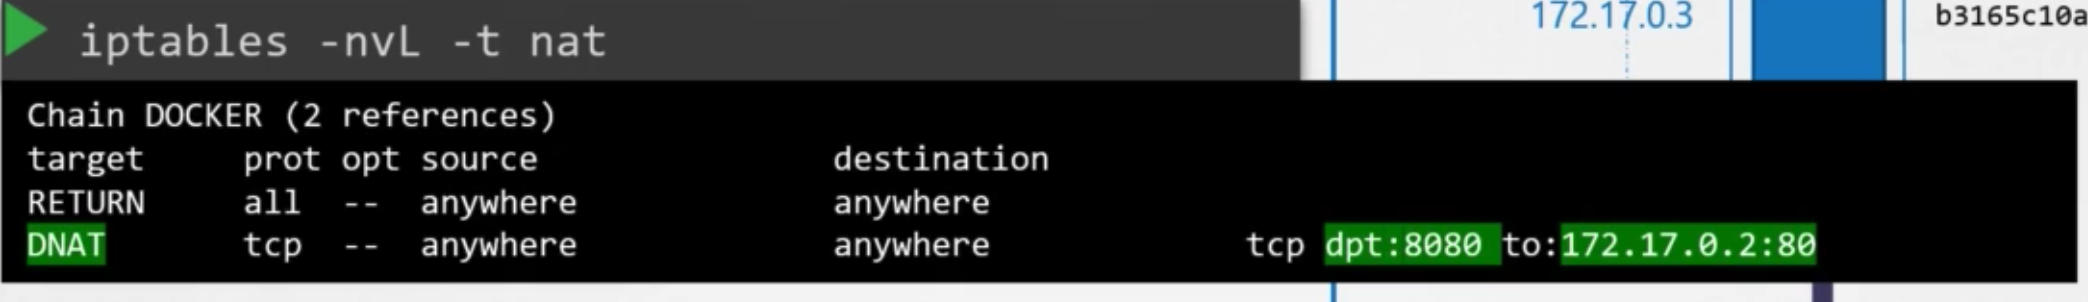 iptables -nvL -t nat
172.17.0.3
b3165c10a
Chain DOCKER (2 references)
target     prot opt source               destination
RETURN     all  --  anywhere             anywhere
DNAT       tcp  --  anywhere             anywhere             tcp dpt:8080 to:172.17.0.2:80